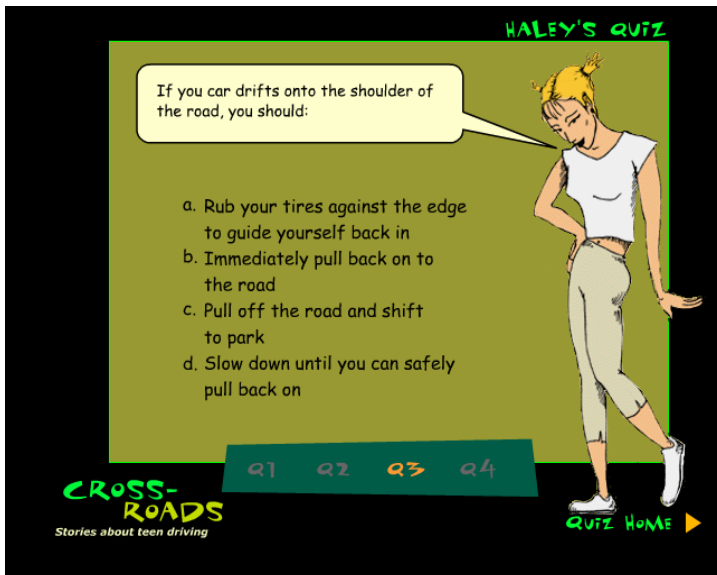 HALEY'S QUIZ
If you car drifts onto the shoulder of
the road, you should:
a. Rub your tires against the edge
to guide yourself back in
b. Immediately pull back on to
the road
c. Pull off the road and shift
to park
d. Slow down until you can safely
pull back on
Q1 Q2 Q3 Q4
CROSS-
ROADS
Stories about teen driving
QUIZ HOME